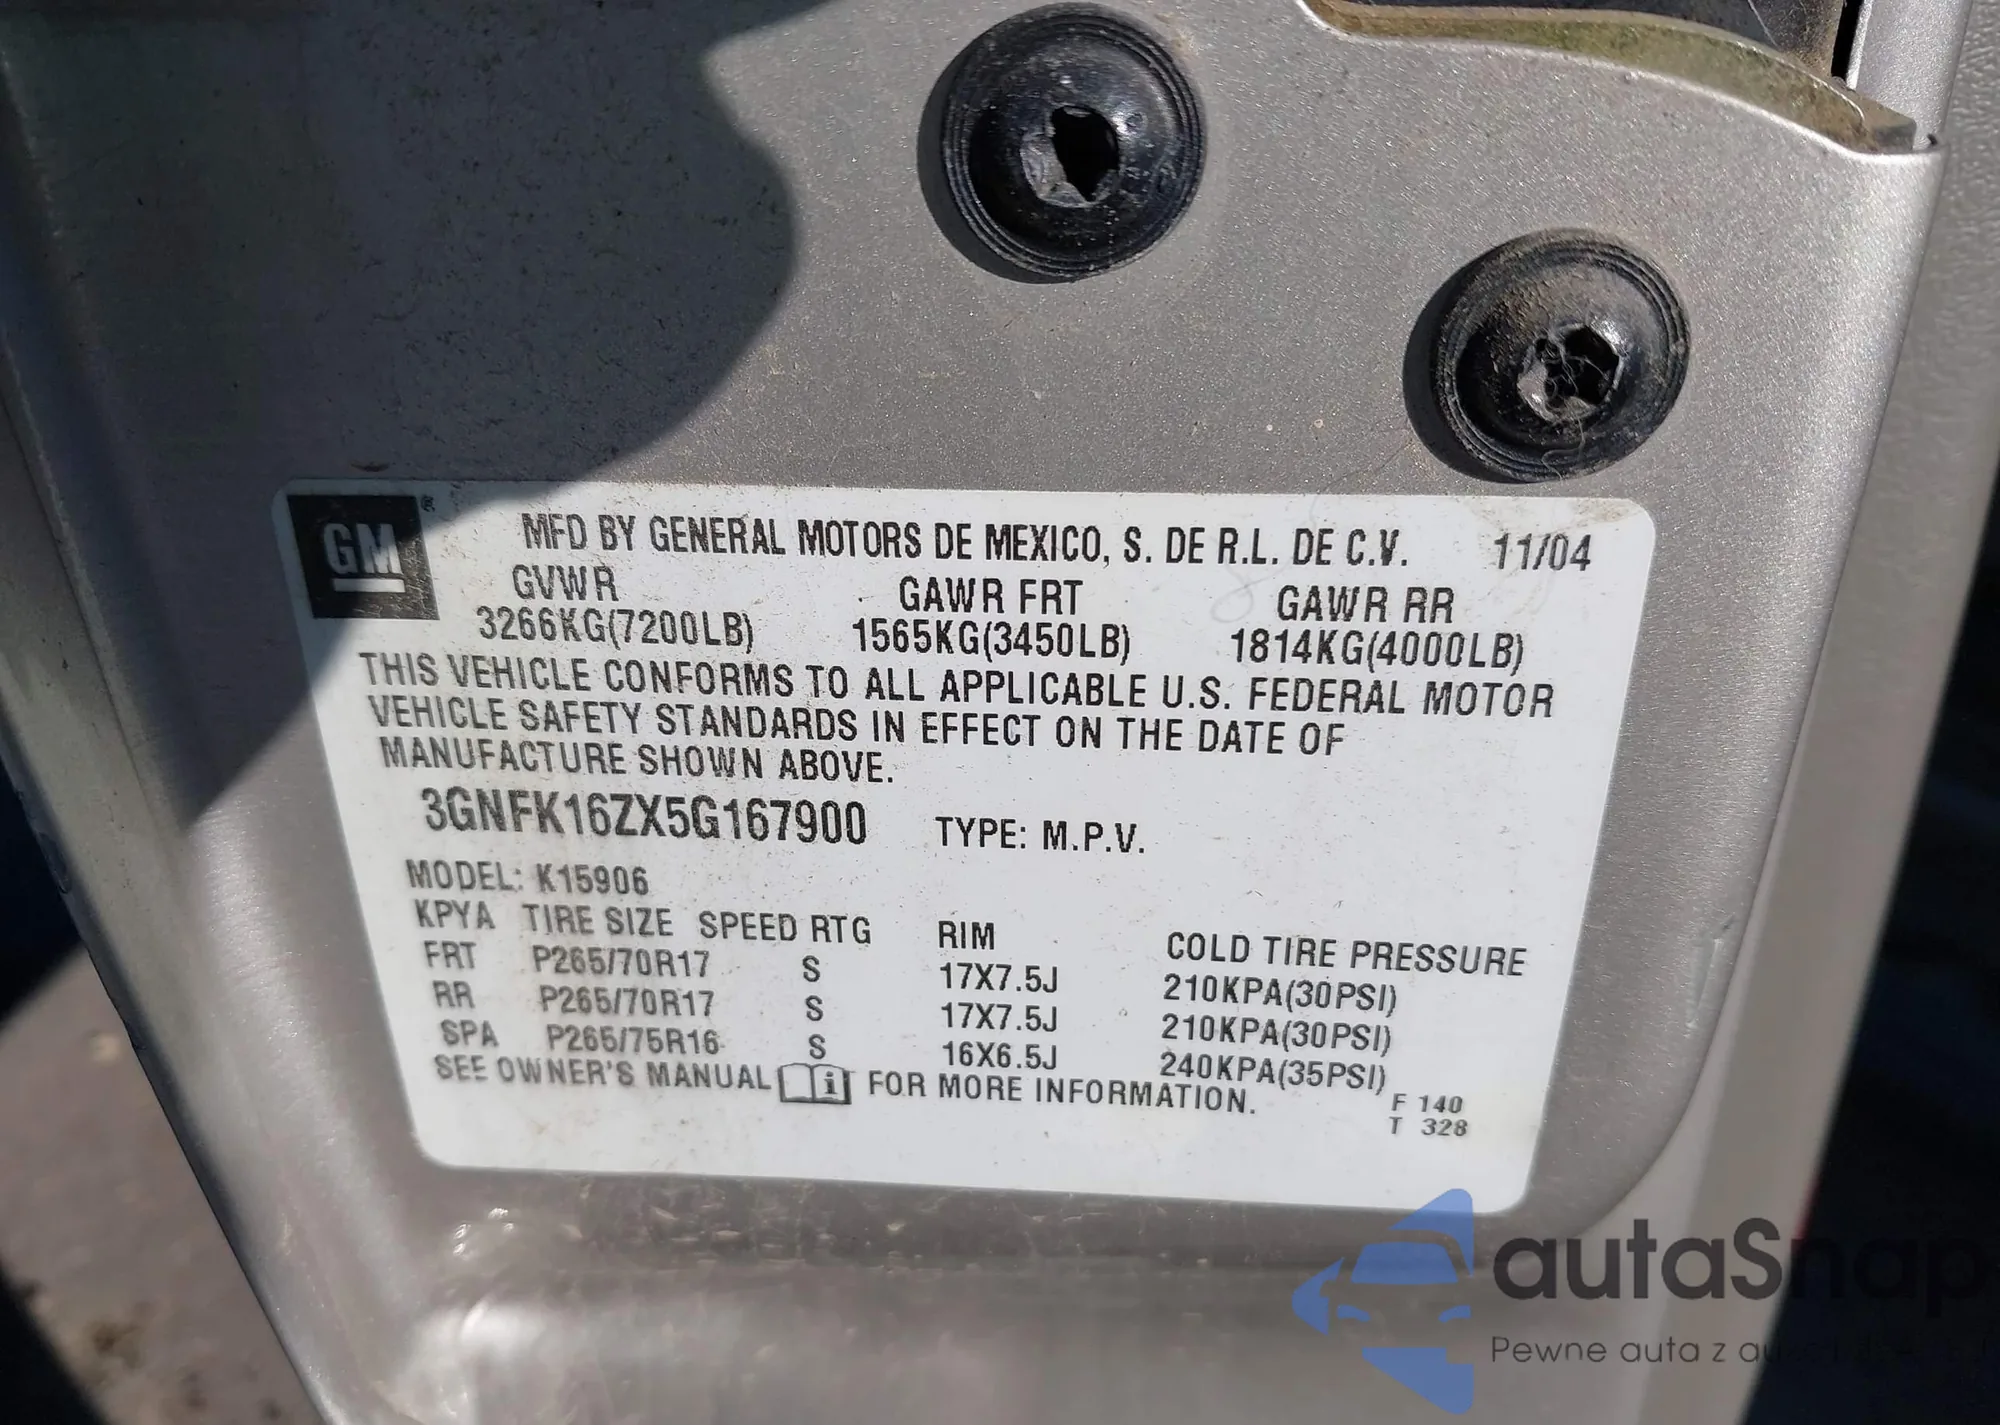 GM ®
MFD BY GENERAL MOTORS DE MEXICO, S. DE R.L. DE C.V. 11/04
GVWR GAWR FRT GAWR RR
3266KG(7200LB) 1565KG(3450LB) 1814KG(4000LB)
THIS VEHICLE CONFORMS TO ALL APPLICABLE U.S. FEDERAL MOTOR
VEHICLE SAFETY STANDARDS IN EFFECT ON THE DATE OF
MANUFACTURE SHOWN ABOVE.
3GNFK16ZX5G167900 TYPE: M.P.V.
MODEL: K15906
KPYA TIRE SIZE SPEED RTG RIM COLD TIRE PRESSURE
FRT P265/70R17 S 17X7.5J 210KPA(30PSI)
RR P265/70R17 S 17X7.5J 210KPA(30PSI)
SPA P265/75R16 S 16X6.5J 240KPA(35PSI)
SEE OWNER'S MANUAL i FOR MORE INFORMATION.
F 140
T 328
autaSnap
Pewne auta z